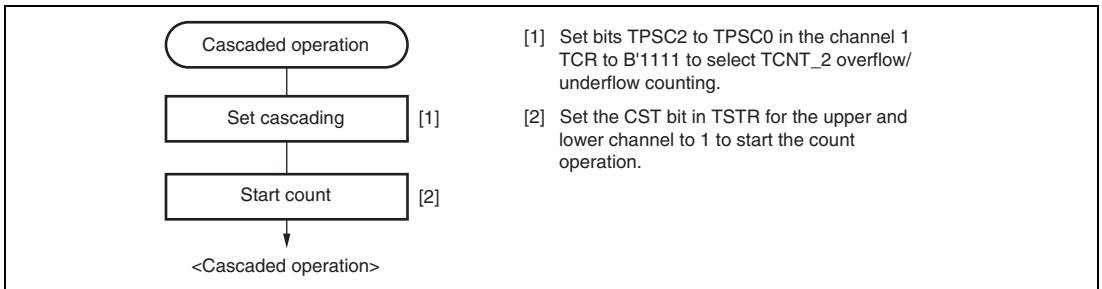 Cascaded operation
Set cascading
[1]
Start count
[2]
<Cascaded operation>
[1] Set bits TPSC2 to TPSC0 in the channel 1
TCR to B'1111 to select TCNT_2 overflow/
underflow counting.
[2] Set the CST bit in TSTR for the upper and
lower channel to 1 to start the count
operation.